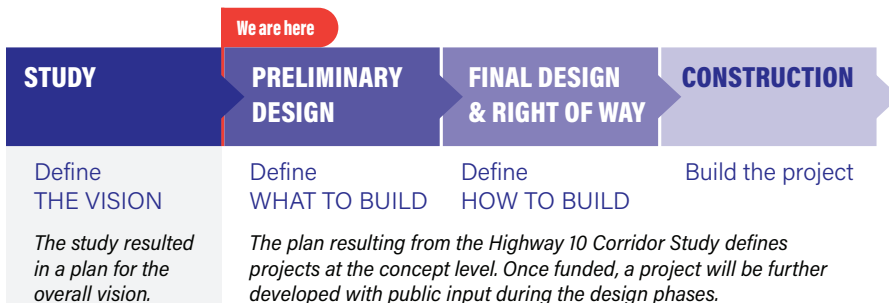 We are here
STUDY
PRELIMINARY
DESIGN
FINAL DESIGN
& RIGHT OF WAY
CONSTRUCTION
Define
THE VISION
Define
WHAT TO BUILD
Define
HOW TO BUILD
Build the project
The study resulted
in a plan for the
overall vision.
The plan resulting from the Highway 10 Corridor Study defines
projects at the concept level. Once funded, a project will be further
developed with public input during the design phases.